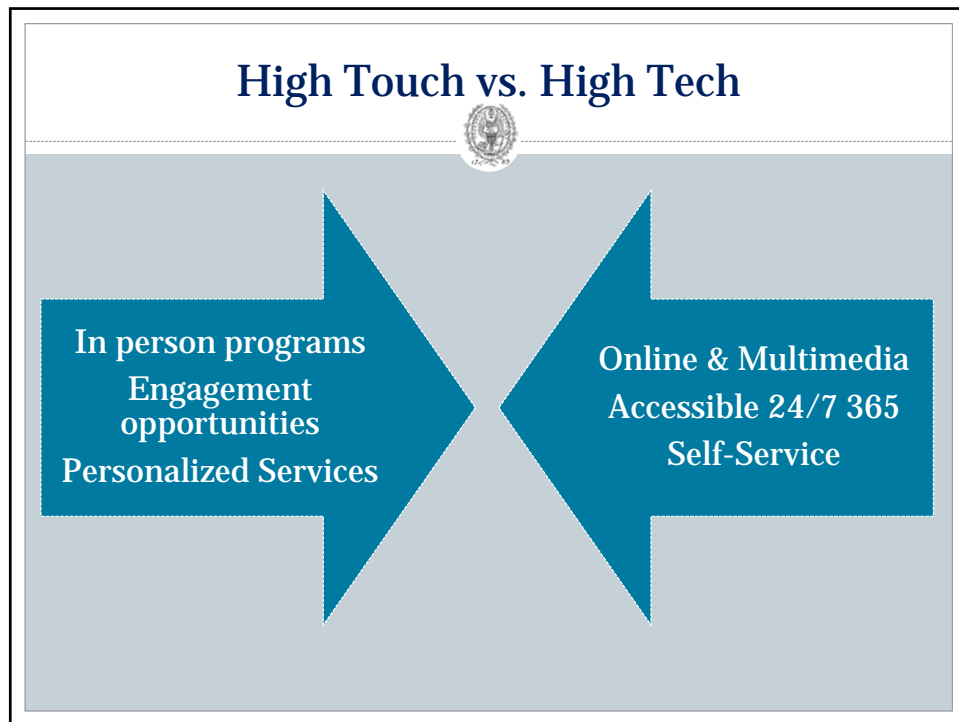 High Touch vs. High Tech
In person programs
Engagement
opportunities
Personalized Services
Online & Multimedia
Accessible 24/7 365
Self-Service